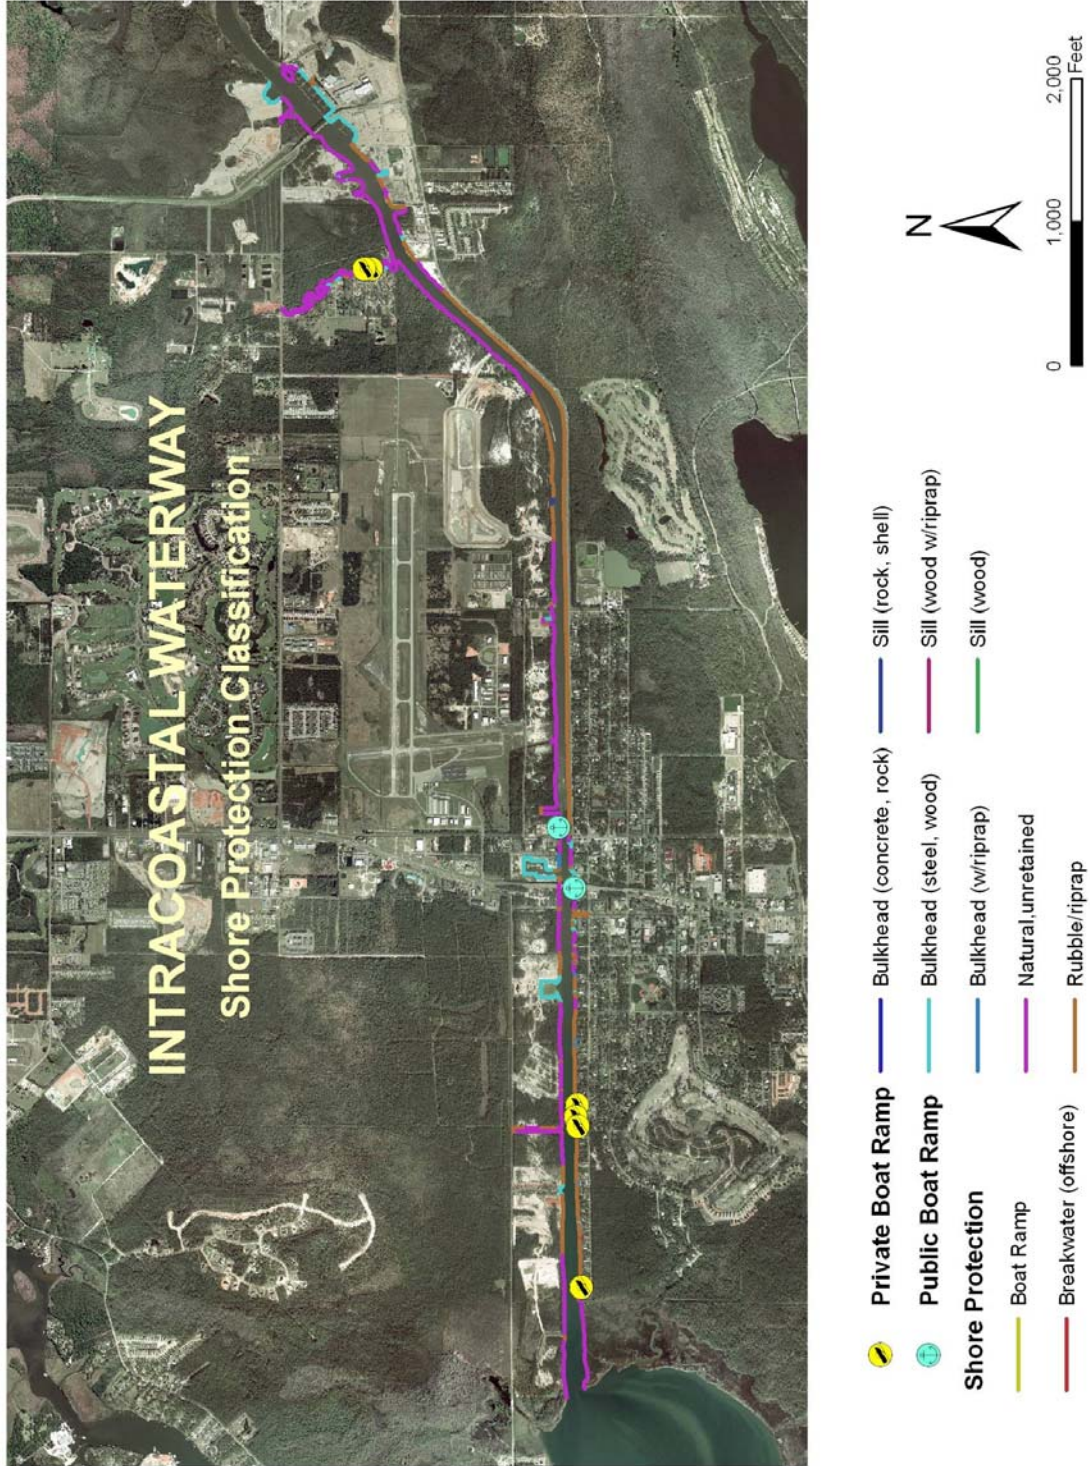 INTRACOASTAL WATERWAY
Shore Protection Classification
Private Boat Ramp
Public Boat Ramp
Shore Protection
Boat Ramp
Breakwater (offshore)
Bulkhead (concrete, rock)
Bulkhead (steel, wood)
Bulkhead (w/riprap)
Natural,unretained
Rubble/riprap
Sill (rock, shell)
Sill (wood w/riprap)
Sill (wood)
N
0 1,000 2,000
Feet